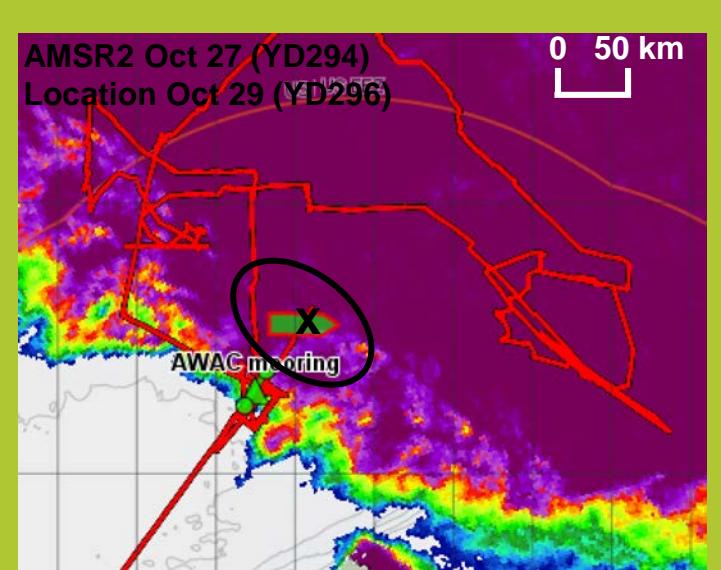 AMSR2 Oct 27 (YD294)
0 50 km
Location Oct 29 (YD296)
X
AWAC mooring